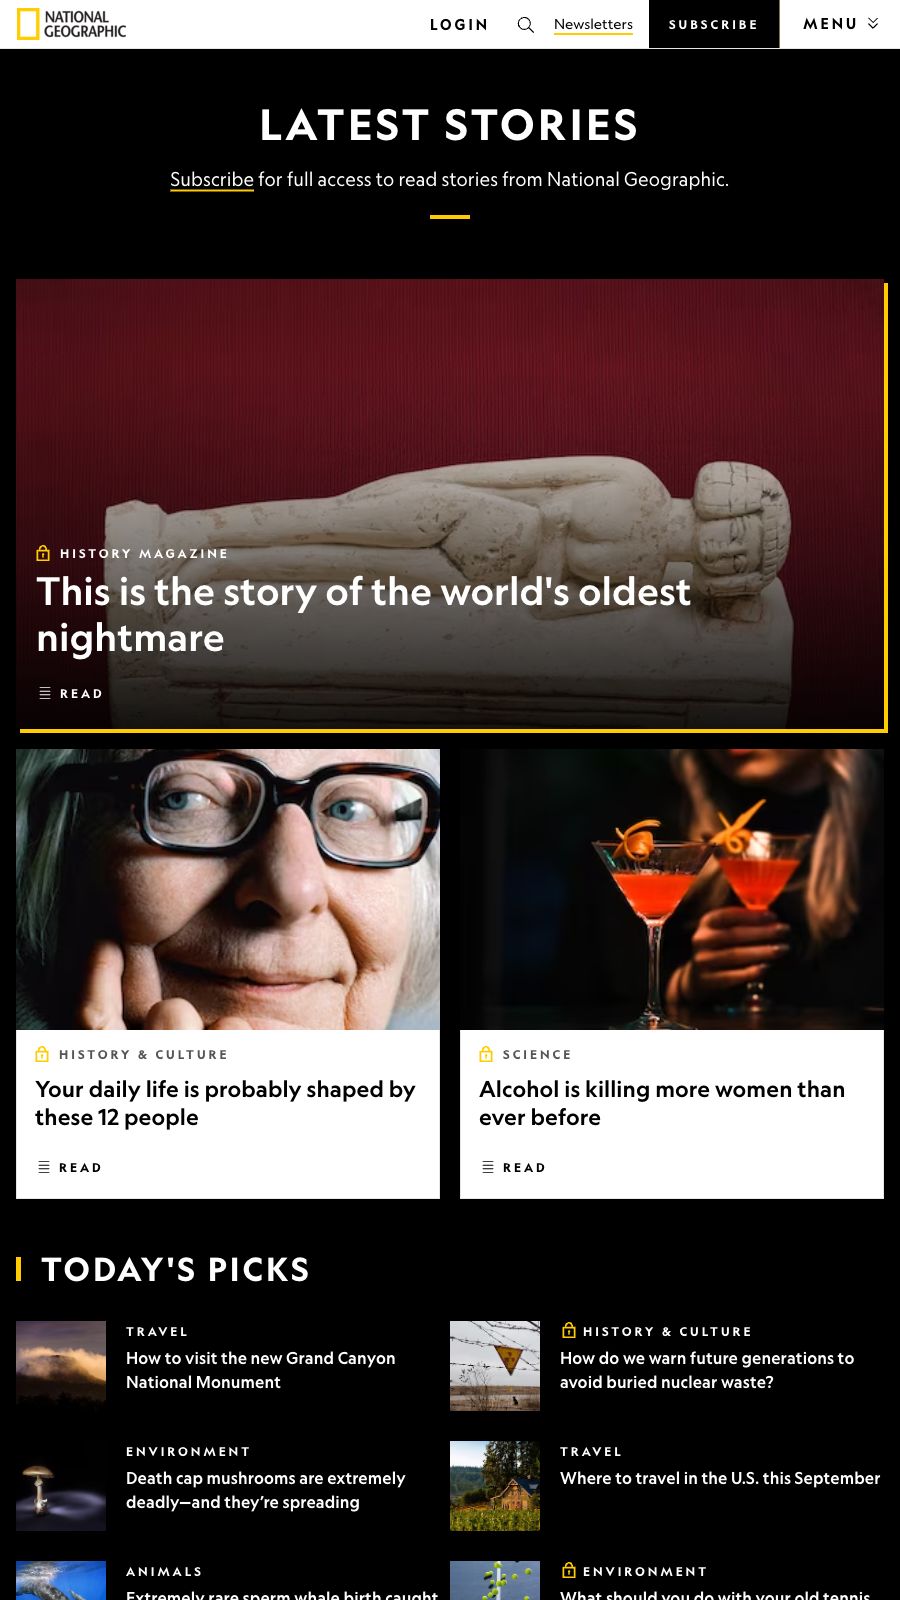 NATIONAL
GEOGRAPHIC
LOGIN
Newsletters
SUBSCRIBE
MENU
LATEST STORIES
Subscribe for full access to read stories from National Geographic.
HISTORY MAGAZINE
This is the story of the world's oldest
nightmare
READ
HISTORY & CULTURE
Your daily life is probably shaped by
these 12 people
READ
SCIENCE
Alcohol is killing more women than
ever before
READ
TODAY'S PICKS
TRAVEL
How to visit the new Grand Canyon
National Monument
HISTORY & CULTURE
How do we warn future generations to
avoid buried nuclear waste?
ENVIRONMENT
Death cap mushrooms are extremely
deadly—and they’re spreading
TRAVEL
Where to travel in the U.S. this September
ANIMALS
Extremely rare sperm whale birth caught
ENVIRONMENT
What should you do with your old tennis